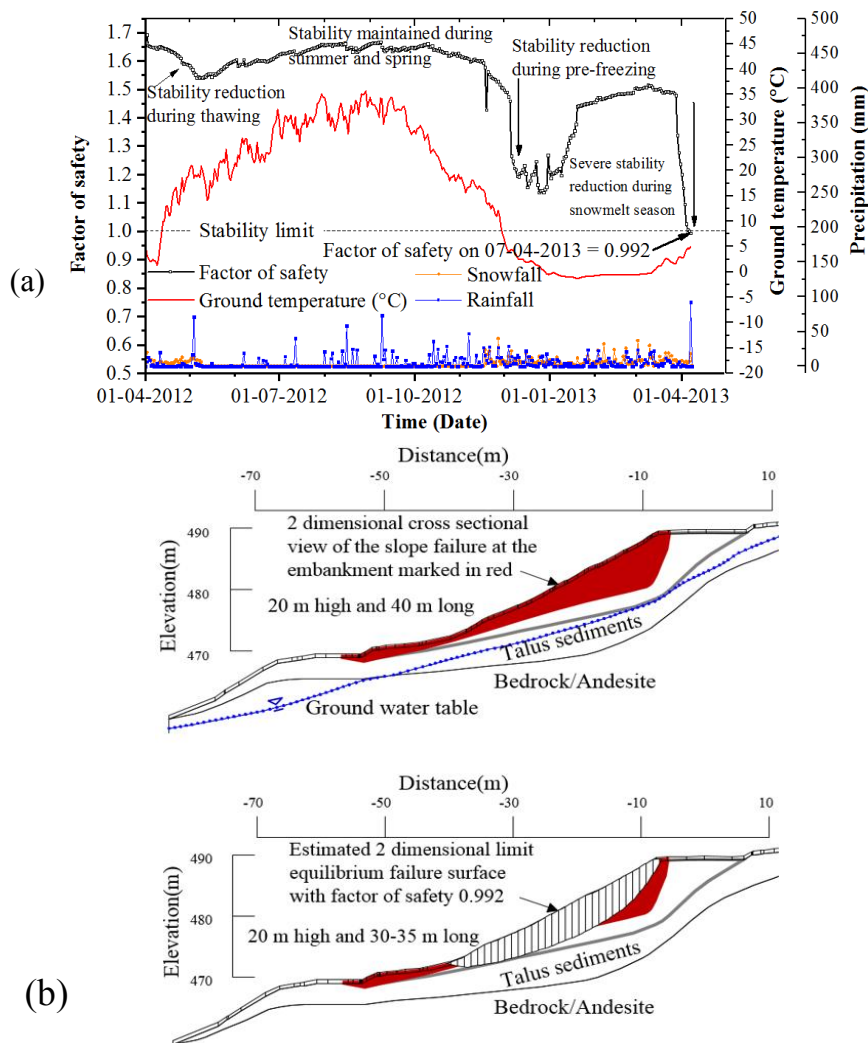 (a)
Factor of safety
1.7
1.6
1.5
1.4
1.3
1.2
1.1
1.0
0.9
0.8
0.7
0.6
0.5
Stability maintained during
summer and spring
Stability reduction
during pre-freezing
Stability reduction
during thawing
Severe stability
reduction during
snowmelt season
Stability limit
Factor of safety on 07-04-2013 = 0.992
Factor of safety
Snowfall
Ground temperature (°C)
Rainfall
50
45
40
35
30
25
20
15
10
5
0
-5
-10
-15
-20
Ground temperature (°C)
500
450
400
350
300
250
200
150
100
50
0
Precipitation (mm)
01-04-2012
01-07-2012
01-10-2012
01-01-2013
01-04-2013
Time (Date)
Distance(m)
-70
-50
-30
-10
10
Elevation(m)
490
480
470
2 dimensional cross sectional
view of the slope failure at the
embankment marked in red
20 m high and 40 m long
Talus sediments
Bedrock/Andesite
Ground water table
(b)
Distance(m)
-70
-50
-30
-10
10
Elevation(m)
490
480
470
Estimated 2 dimensional limit
equilibrium failure surface
with factor of safety 0.992
20 m high and 30-35 m long
Talus sediments
Bedrock/Andesite